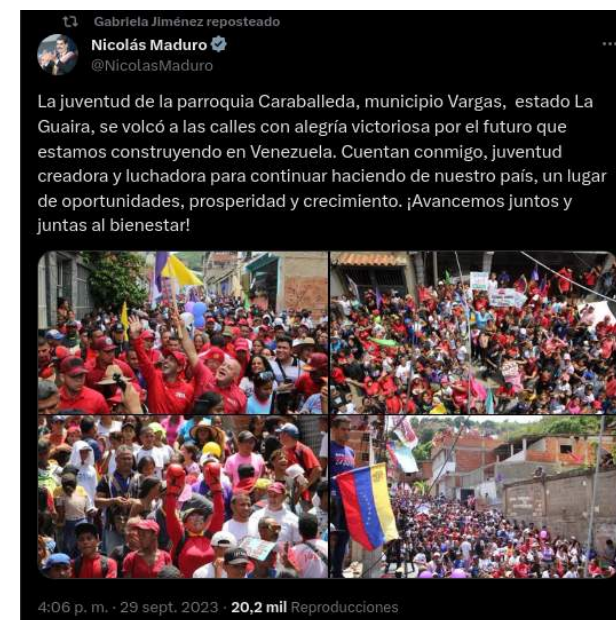 Gabriela Jiménez reposteado
Nicolás Maduro
@NicolasMaduro
La juventud de la parroquia Caraballeda, municipio Vargas, estado La
Guaira, se volcó a las calles con alegría victoriosa por el futuro que
estamos construyendo en Venezuela. Cuentan conmigo, juventud
creadora y luchadora para continuar haciendo de nuestro país, un lugar
de oportunidades, prosperidad y crecimiento. ¡Avancemos juntos y
juntas al bienestar!
4:06 p. m. · 29 sept. 2023 · 20,2 mil Reproducciones